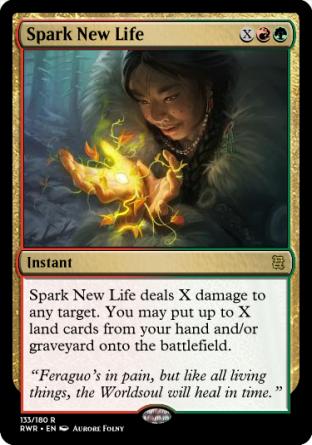 Spark New Life X
Instant
Spark New Life deals X damage to
any target. You may put up to X
land cards from your hand and/or
graveyard onto the battlefield.
"Feraguo's in pain, but like all living
things, the Worldsoul will heal in time."
133/180 R
RWR • EN Aurore Folny